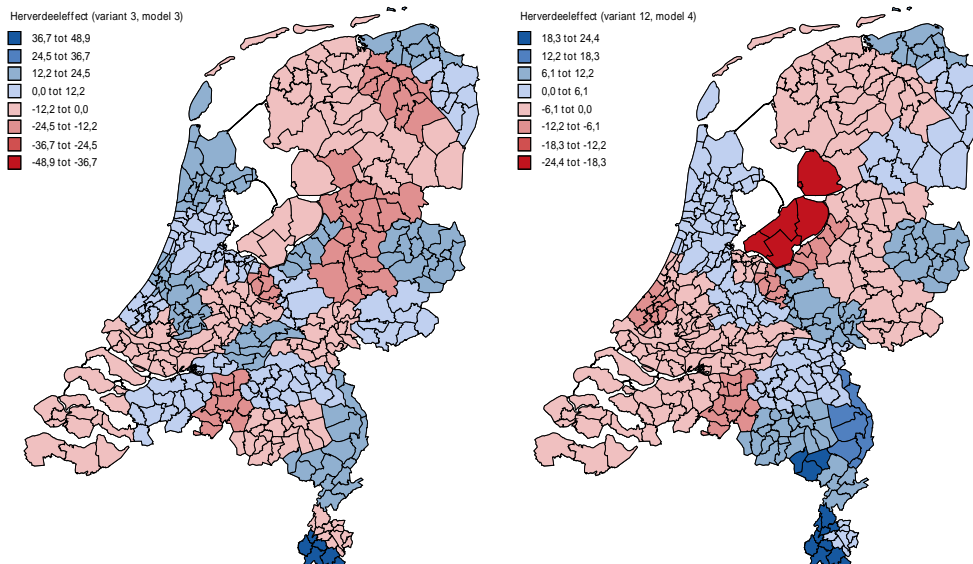 Herverdeeleffect (variant 3, model 3)
36,7 tot 48,9
24,5 tot 36,7
12,2 tot 24,5
0,0 tot 12,2
-12,2 tot 0,0
-24,5 tot -12,2
-36,7 tot -24,5
-48,9 tot -36,7
Herverdeeleffect (variant 12, model 4)
18,3 tot 24,4
12,2 tot 18,3
6,1 tot 12,2
0,0 tot 6,1
-6,1 tot 0,0
-12,2 tot -6,1
-18,3 tot -12,2
-24,4 tot -18,3